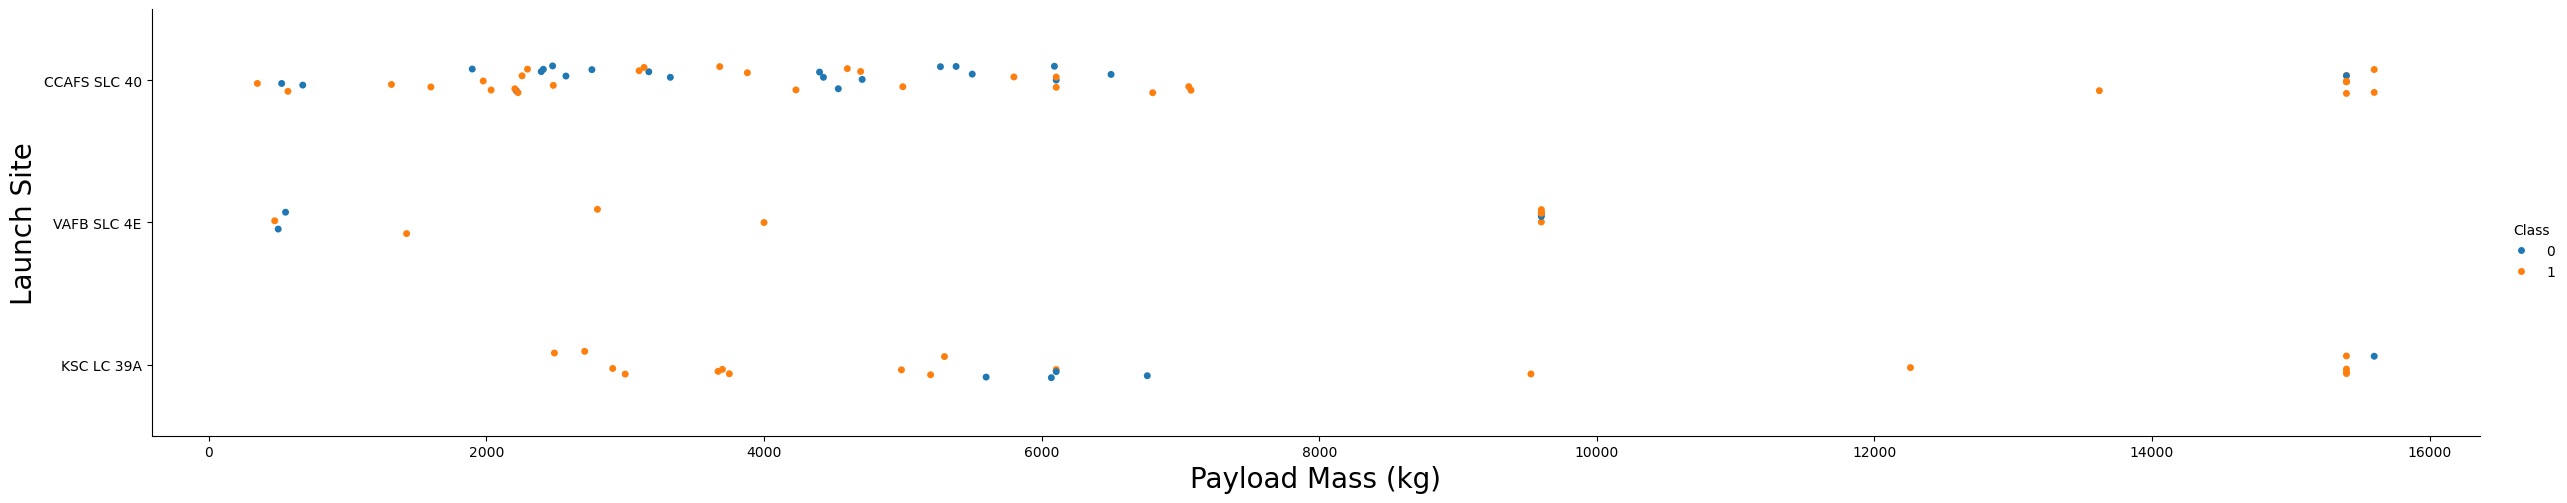 Launch Site
CCAFS SLC 40
VAFB SLC 4E
KSC LC 39A
0 2000 4000 6000 8000 10000 12000 14000 16000
Payload Mass (kg)
Class
0
1